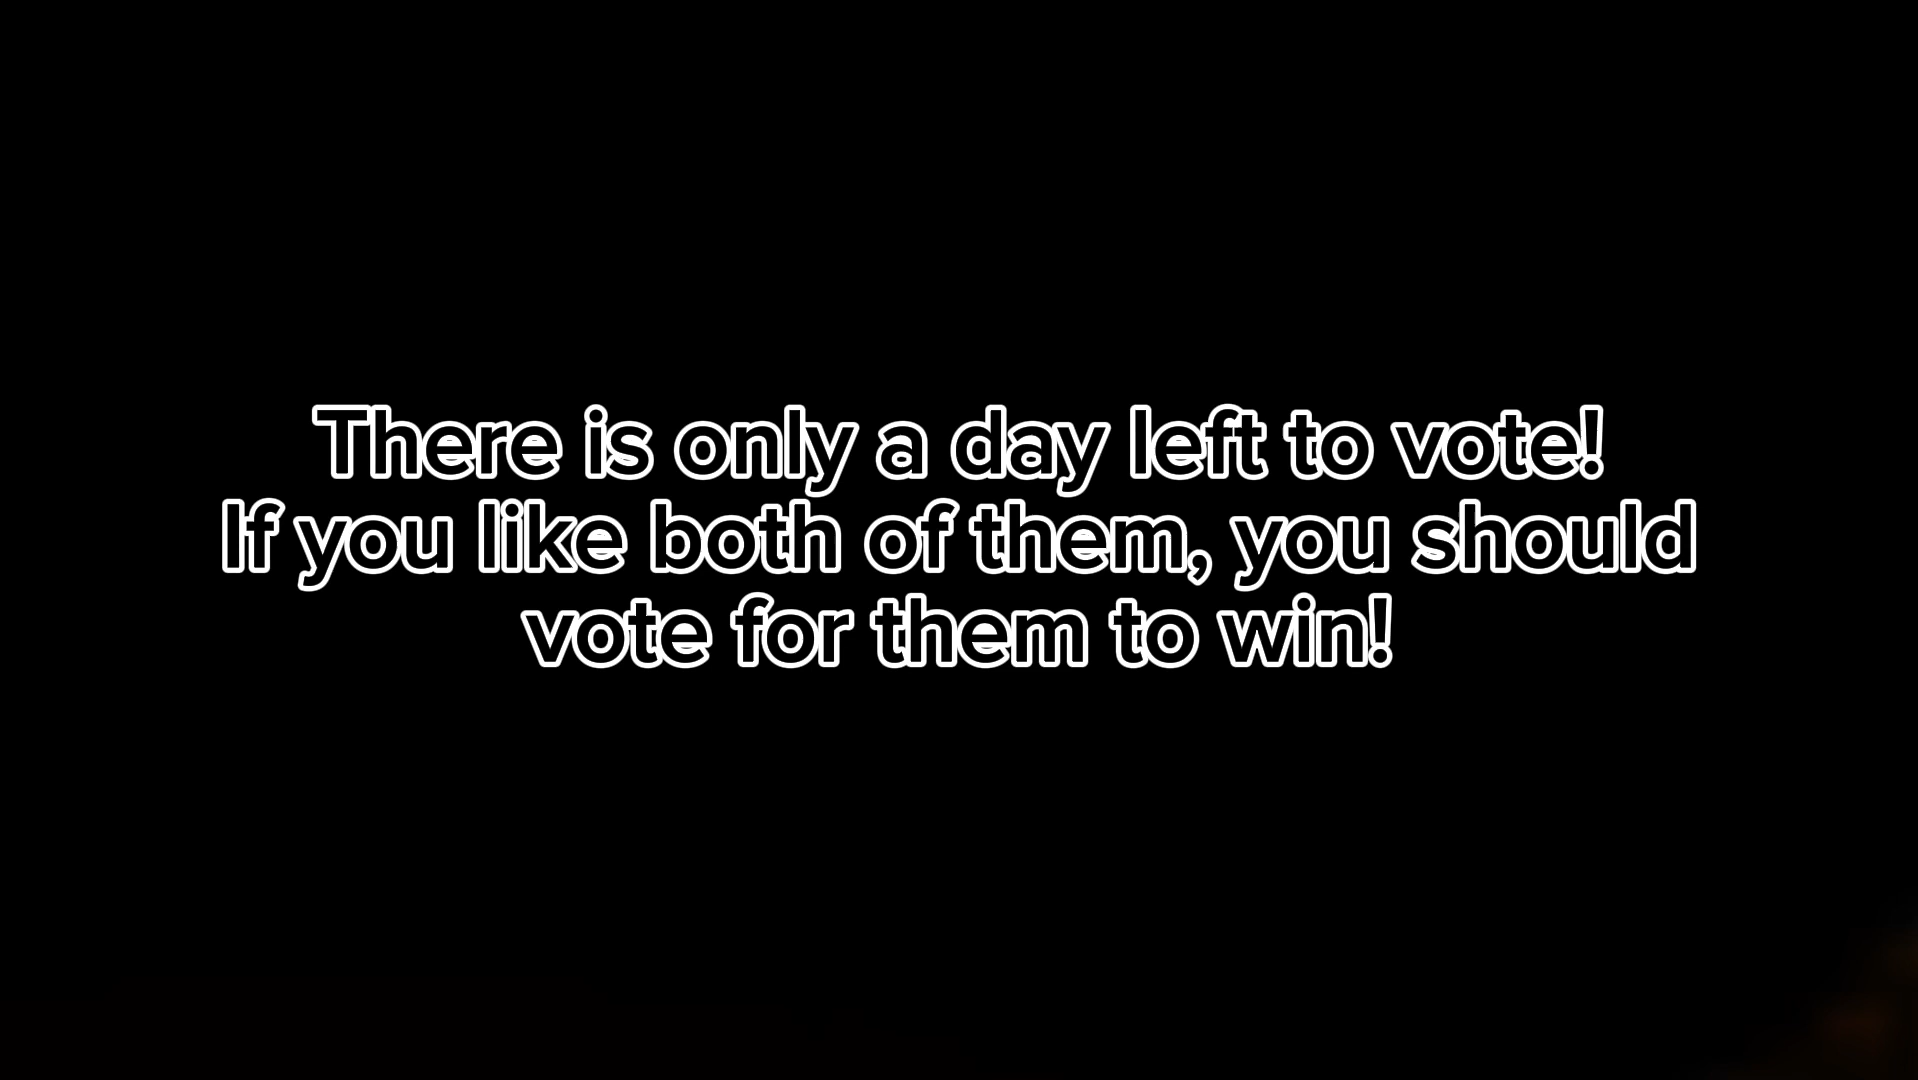 There is only a day left to vote!
If you like both of them, you should
vote for them to win!